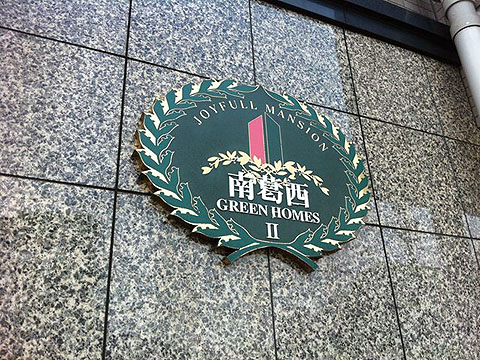 JOYFULL MANSION
南葛西
GREEN HOMES
II